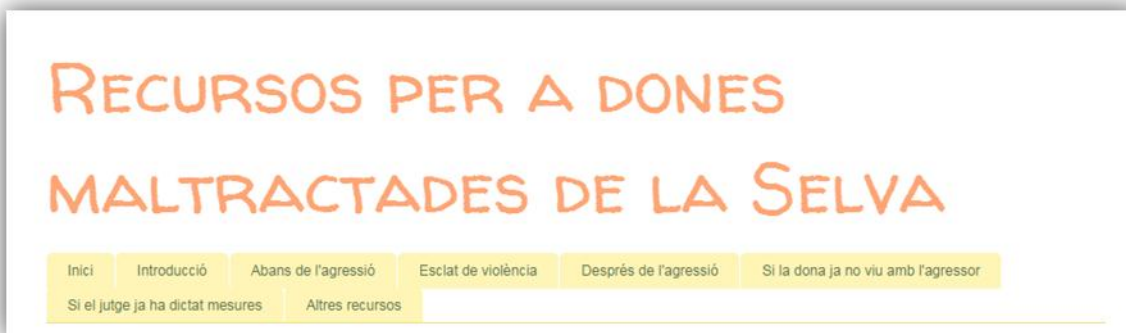 Recursos per a dones
maltractades de la Selva
Inici Introducció Abans de l'agressió Esclat de violència Després de l'agressió Si la dona ja no viu amb l'agressor
Si el jutge ja ha dictat mesures Altres recursos